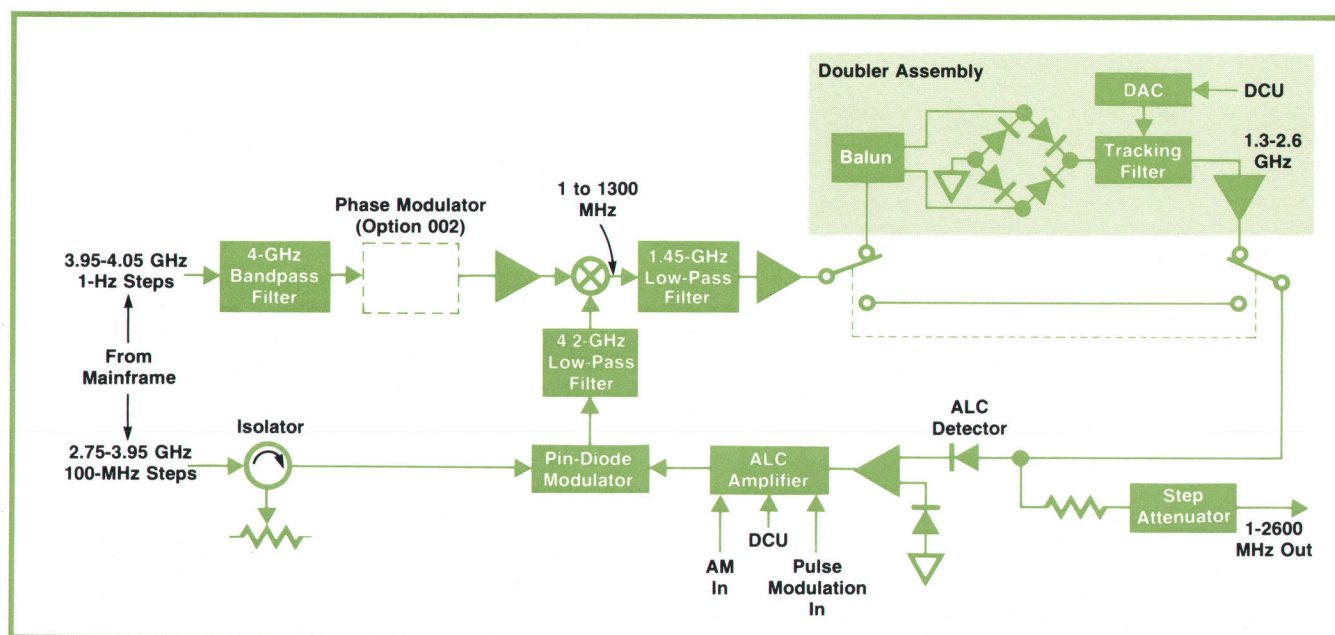 Doubler Assembly
DAC
DCU
Balun
Tracking
Filter
1.3-2.6
GHz
1 to 1300
MHz
Phase Modulator
(Option 002)
3.95-4.05 GHz
1-Hz Steps
4-GHz
Bandpass
Filter
1.45-GHz
Low-Pass
Filter
From
Mainframe
4.2-GHz
Low-Pass
Filter
2.75-3.95 GHz
100-MHz Steps
Isolator
Pin-Diode
Modulator
ALC
Amplifier
ALC
Detector
Step
Attenuator
1-2600
MHz Out
AM
In
DCU
Pulse
Modulation
In